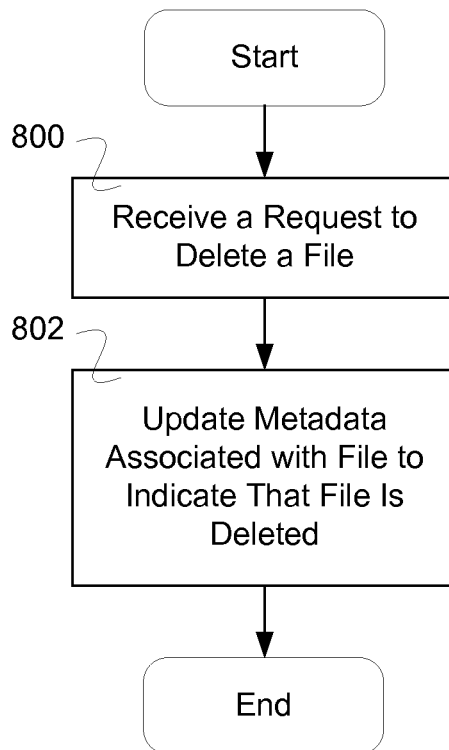 Start
800
Receive a Request to
Delete a File
802
Update Metadata
Associated with File to
Indicate That File Is
Deleted
End